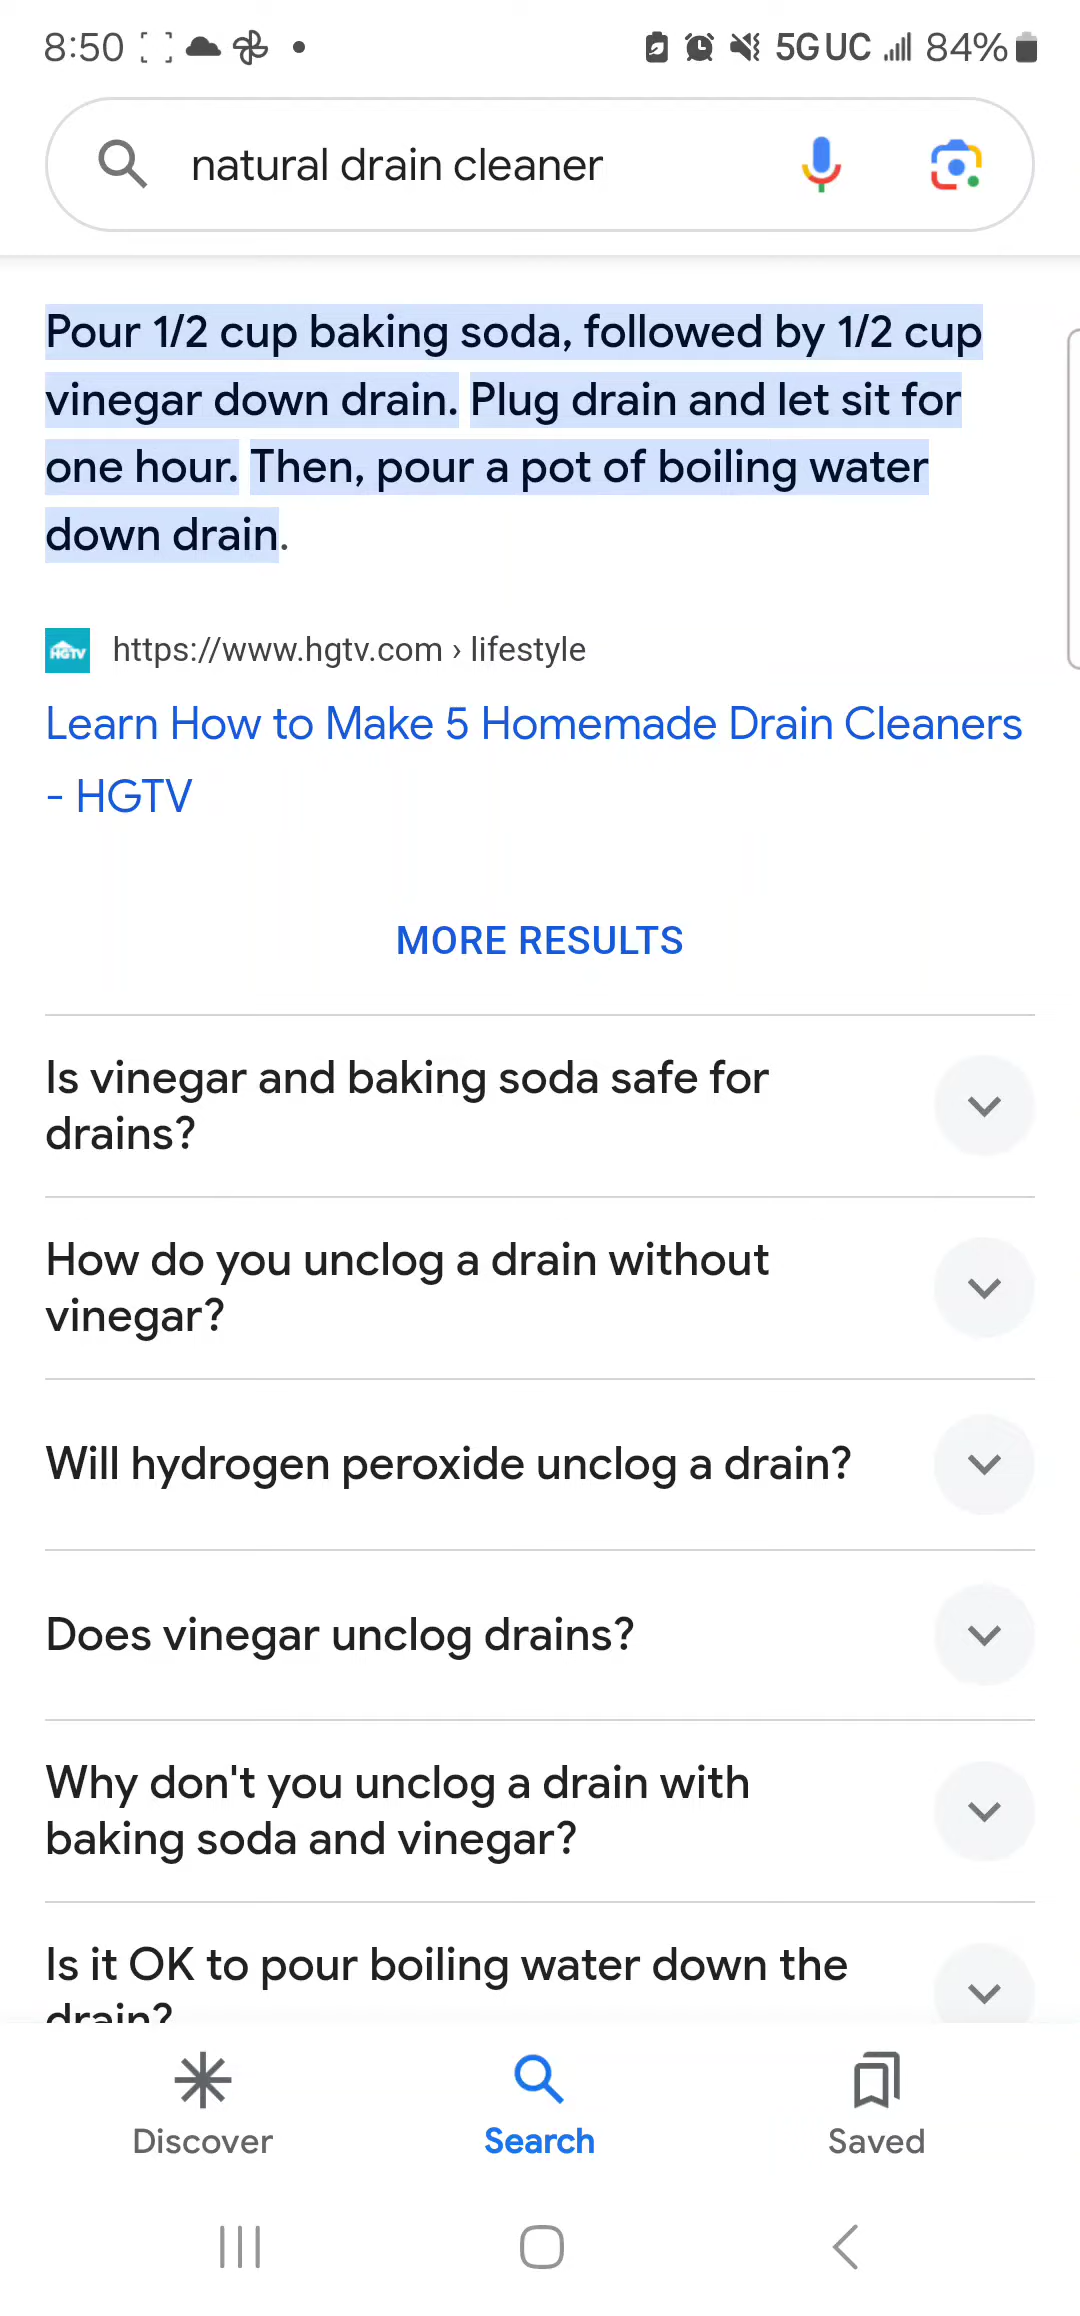 8:50
5G UC 84%
natural drain cleaner
Pour 1/2 cup baking soda, followed by 1/2 cup
vinegar down drain. Plug drain and let sit for
one hour. Then, pour a pot of boiling water
down drain.
HGTV https://www.hgtv.com › lifestyle
Learn How to Make 5 Homemade Drain Cleaners
- HGTV
MORE RESULTS
Is vinegar and baking soda safe for
drains?
How do you unclog a drain without
vinegar?
Will hydrogen peroxide unclog a drain?
Does vinegar unclog drains?
Why don't you unclog a drain with
baking soda and vinegar?
Is it OK to pour boiling water down the
drain?
Discover Search Saved